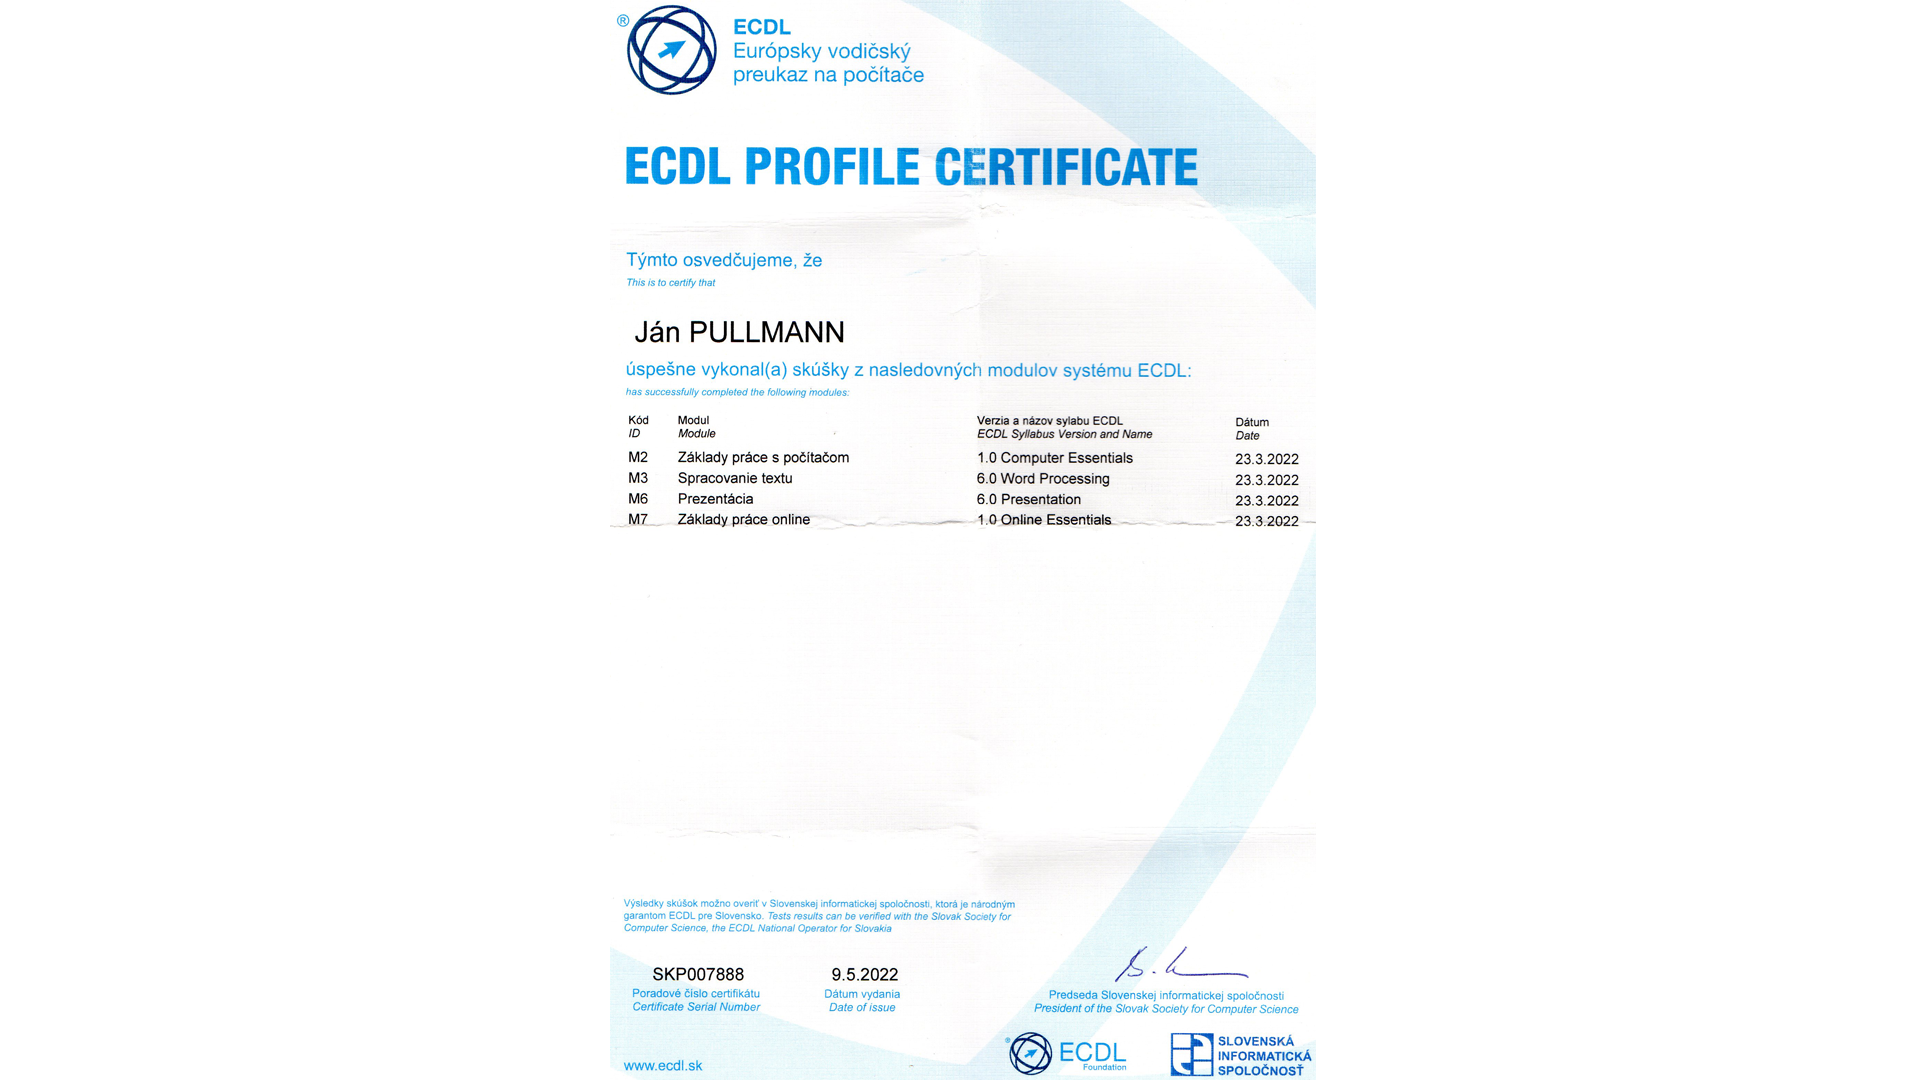 ®
ECDL
Európsky vodičský
preukaz na počítače
ECDL PROFILE CERTIFICATE
Týmto osvedčujeme, že
This is to certify that
Ján PULLMANN
úspešne vykonal(a) skúšky z nasledovných modulov systému ECDL:
has successfully completed the following modules:
Kód Modul Verzia a názov sylabu ECDL Dátum
ID Module ECDL Syllabus Version and Name Date
M2 Základy práce s počítačom 1.0 Computer Essentials 23.3.2022
M3 Spracovanie textu 6.0 Word Processing 23.3.2022
M6 Prezentácia 6.0 Presentation 23.3.2022
M7 Základy práce online 1.0 Online Essentials 23.3.2022
Výsledky skúšok možno overiť v Slovenskej informatickej spoločnosti, ktorá je národným
garantom ECDL pre Slovensko. Tests results can be verified with the Slovak Society for
Computer Science, the ECDL National Operator for Slovakia
SKP007888 9.5.2022
Poradové číslo certifikátu Dátum vydania Predseda Slovenskej informatickej spoločnosti
Certificate Serial Number Date of issue President of the Slovak Society for Computer Science
www.ecdl.sk
® ECDL
Foundation
SLOVENSKÁ
INFORMATICKÁ
SPOLOČNOSŤ